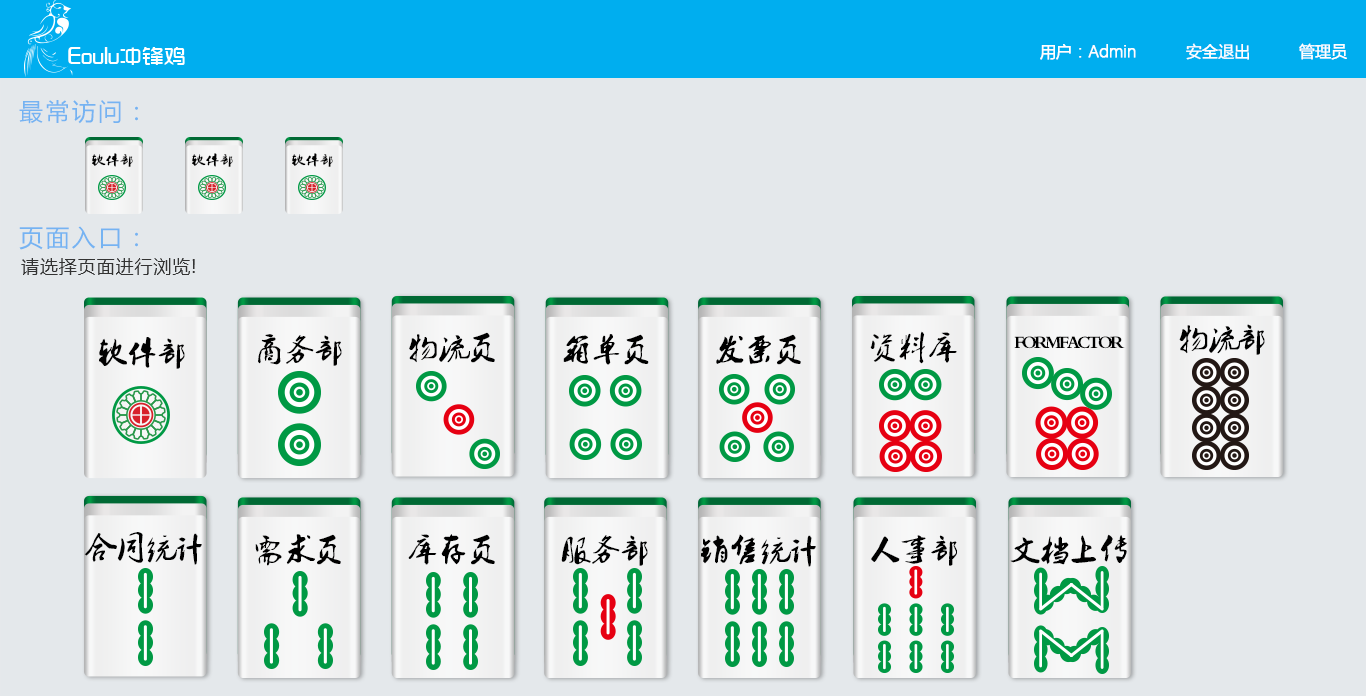 Eoulu冲锋鸡
用户：Admin 安全退出 管理员
最常访问：
软件部 软件部 软件部
页面入口：
请选择页面进行浏览!
软件部 商务部 物流页 箱单页 发票页 资料库 FORMFACTOR 物流部
合同统计 需求页 库存页 服务部 销售统计 人事部 文档上传